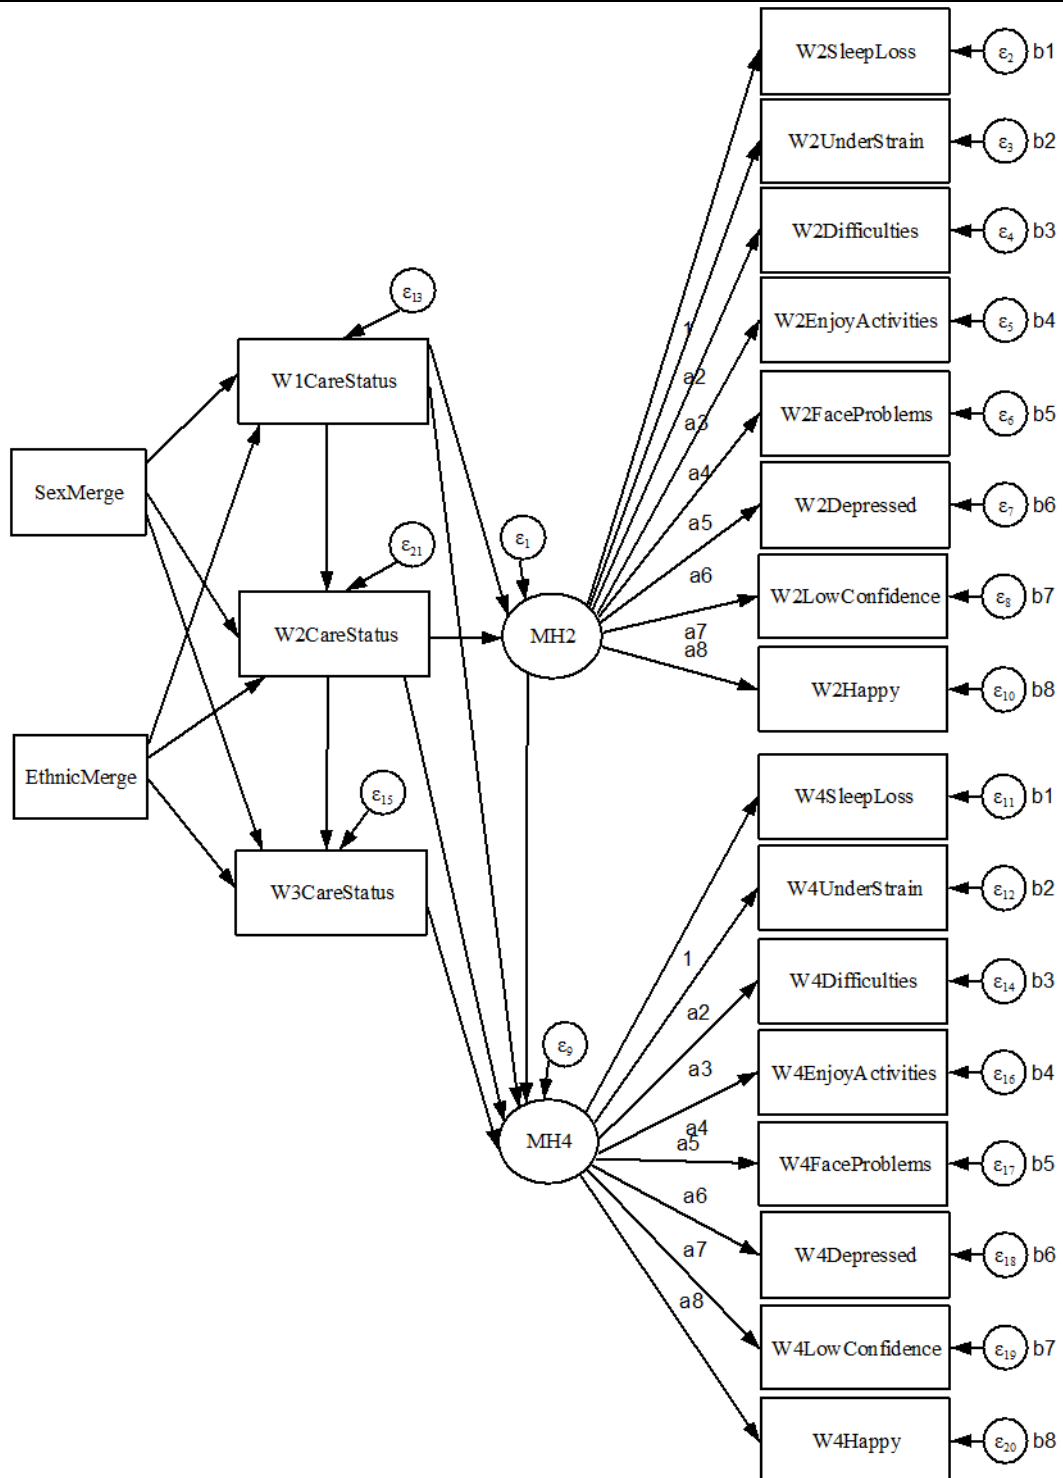 W2SleepLoss
ε2
b1
W2UnderStrain
ε3
b2
W2Difficulties
ε4
b3
W2EnjoyActivities
ε5
b4
W2FaceProblems
ε6
b5
W2Depressed
ε7
b6
W2LowConfidence
ε8
b7
W2Happy
ε10
b8
1
a2
a3
a4
a5
a6
a7
a8
ε13
W1CareStatus
SexMerge
ε21
W2CareStatus
ε1
MH2
EthnicMerge
ε15
W3CareStatus
ε9
MH4
W4SleepLoss
ε11
b1
W4UnderStrain
ε12
b2
W4Difficulties
ε14
b3
W4EnjoyActivities
ε16
b4
W4FaceProblems
ε17
b5
W4Depressed
ε18
b6
W4LowConfidence
ε19
b7
W4Happy
ε20
b8
1
a2
a3
a4
a5
a6
a7
a8